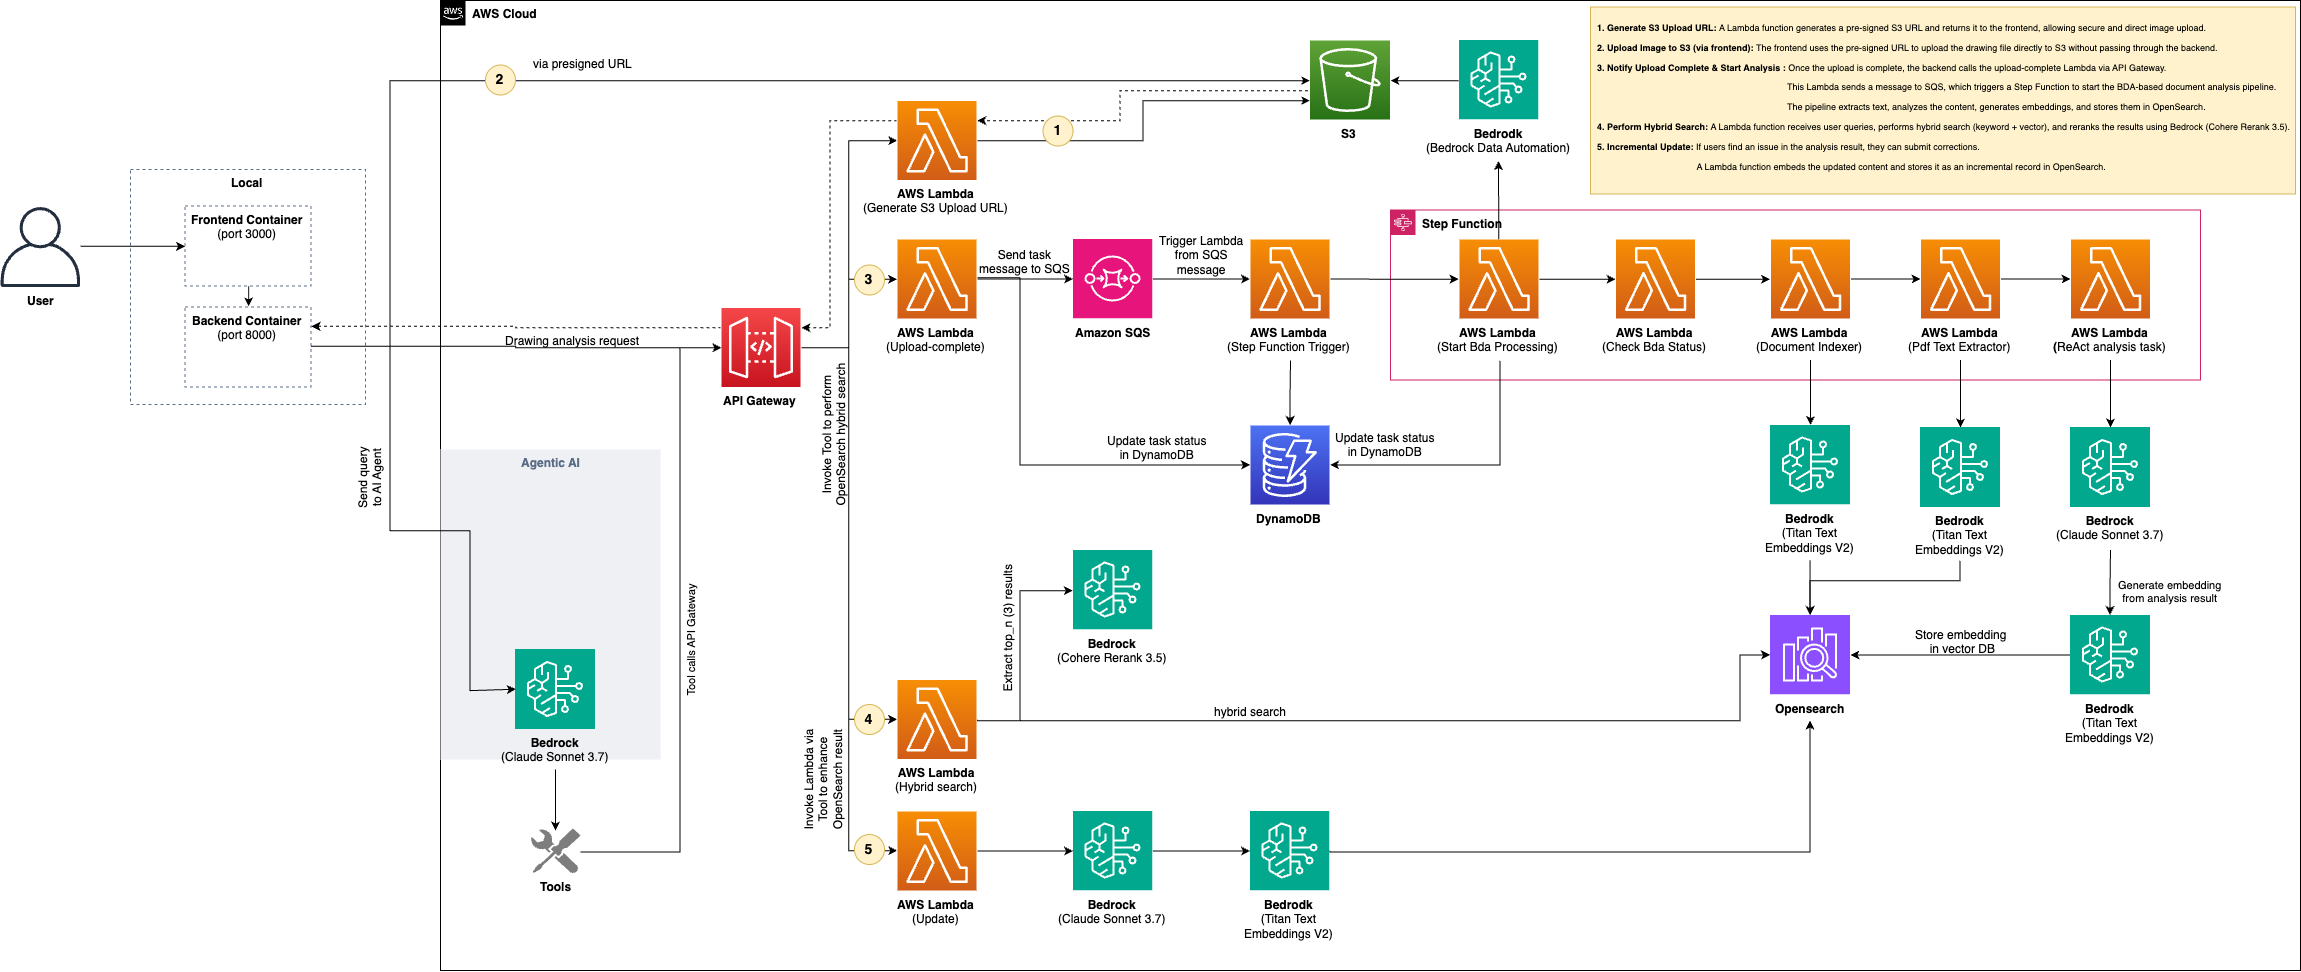 aws
AWS Cloud
1. Generate S3 Upload URL: A Lambda function generates a pre-signed S3 URL and returns it to the frontend, allowing secure and direct image upload.
2. Upload Image to S3 (via frontend): The frontend uses the pre-signed URL to upload the drawing file directly to S3 without passing through the backend.
3. Notify Upload Complete & Start Analysis : Once the upload is complete, the backend calls the upload-complete Lambda via API Gateway.
This Lambda sends a message to SQS, which triggers a Step Function to start the BDA-based document analysis pipeline.
The pipeline extracts text, analyzes the content, generates embeddings, and stores them in OpenSearch.
4. Perform Hybrid Search: A Lambda function receives user queries, performs hybrid search (keyword + vector), and reranks the results using Bedrock (Cohere Rerank 3.5).
5. Incremental Update: If users find an issue in the analysis result, they can submit corrections.
A Lambda function embeds the updated content and stores it as an incremental record in OpenSearch.
2
via presigned URL
1
S3
Bedrodk
(Bedrock Data Automation)
AWS Lambda
(Generate S3 Upload URL)
User
Local
Frontend Container
(port 3000)
Backend Container
(port 8000)
Drawing analysis request
API Gateway
3
AWS Lambda
(Upload-complete)
Send task
message to SQS
Amazon SQS
Trigger Lambda
from SQS
message
AWS Lambda
(Step Function Trigger)
Step Function
AWS Lambda
(Start Bda Processing)
AWS Lambda
(Check Bda Status)
AWS Lambda
(Document Indexer)
AWS Lambda
(Pdf Text Extractor)
AWS Lambda
(ReAct analysis task)
Update task status
in DynamoDB
Update task status
in DynamoDB
DynamoDB
Bedrodk
(Titan Text
Embeddings V2)
Bedrodk
(Titan Text
Embeddings V2)
Bedrock
(Claude Sonnet 3.7)
Generate embedding
from analysis result
Send query
to AI Agent
Agentic AI
Bedrock
(Claude Sonnet 3.7)
Tools
Tool calls API Gateway
Invoke Tool to perform
OpenSearch hybrid search
Invoke Lambda via
Tool to enhance
OpenSearch result
Extract top_n (3) results
Bedrock
(Cohere Rerank 3.5)
4
AWS Lambda
(Hybrid search)
hybrid search
Opensearch
Store embedding
in vector DB
Bedrodk
(Titan Text
Embeddings V2)
5
AWS Lambda
(Update)
Bedrock
(Claude Sonnet 3.7)
Bedrodk
(Titan Text
Embeddings V2)